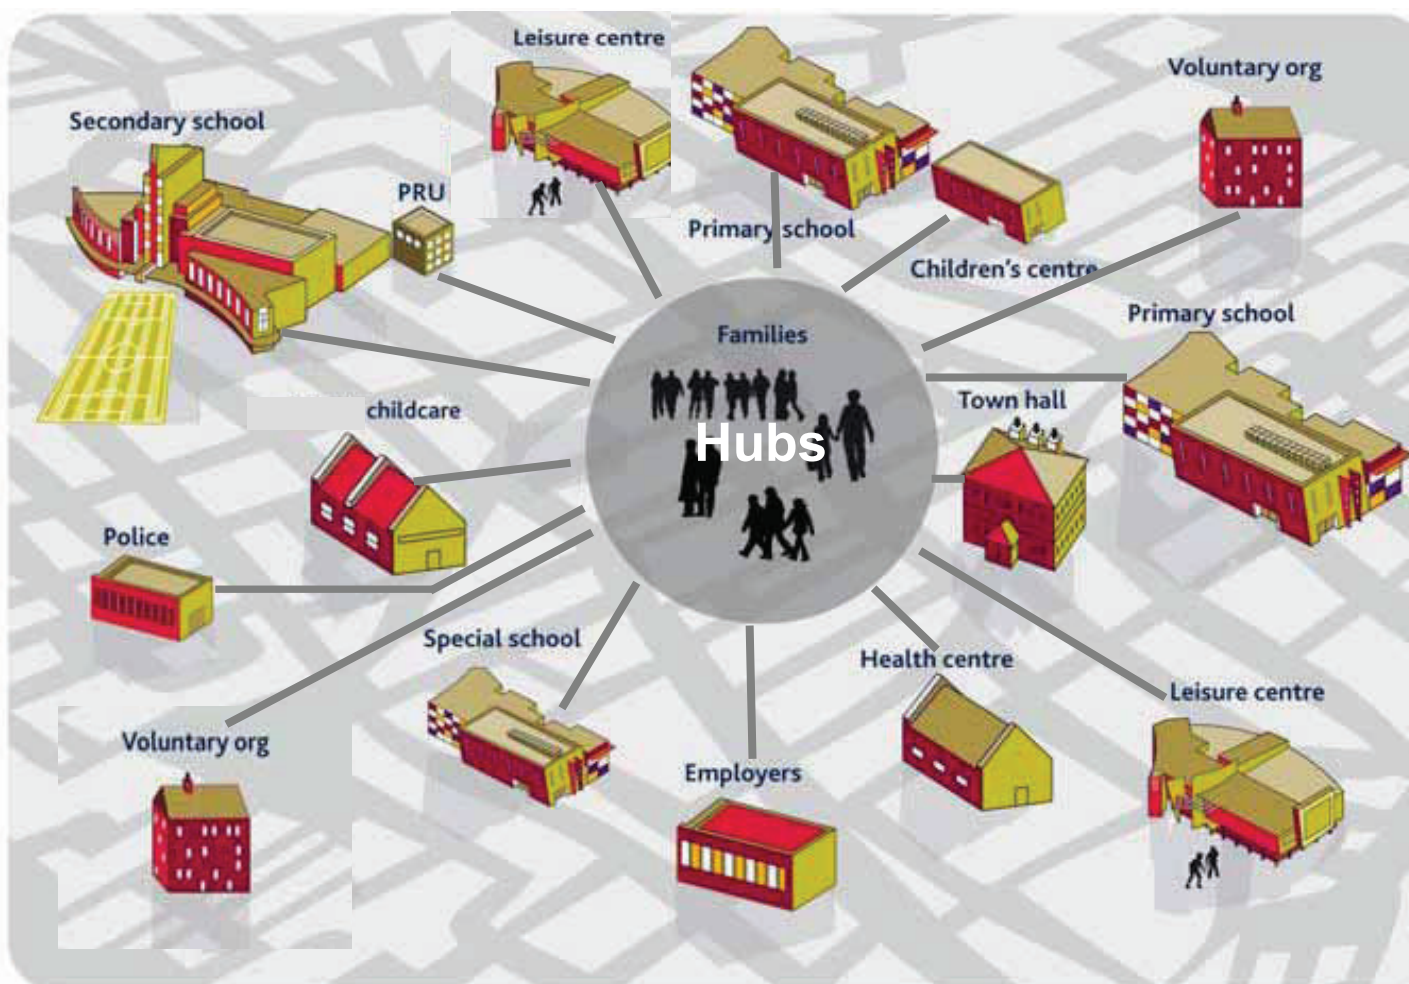 Leisure centre
Voluntary org
Secondary school
PRU
Primary school
Children's centre
Primary school
Families
Town hall
childcare
Hubs
Police
Special school
Health centre
Leisure centre
Voluntary org
Employers